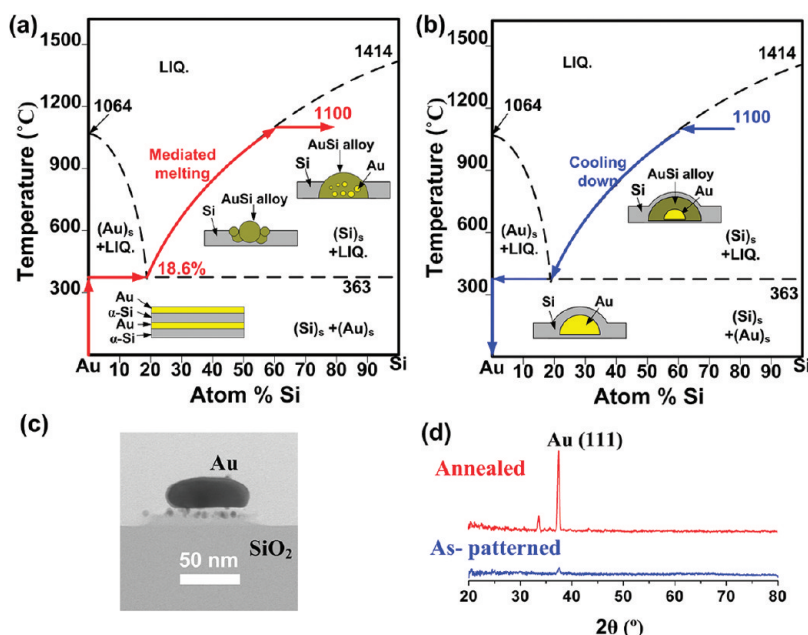 (a)
1500
1200
900
600
300
Temperature (°C)
LIQ.
1414
1064
1100
Mediated
melting
AuSi alloy
Si
Au
AuSi alloy
Si
(Au)s
+LIQ.
18.6%
(Si)s
+LIQ.
363
Au
α-Si
Au
α-Si
(Si)s +(Au)s
Au
10 20 30 40 50 60 70 80 90
Si
Atom % Si
(b)
1500
1200
900
600
300
Temperature (°C)
LIQ.
1414
1064
1100
Cooling
down
Si
AuSi alloy
Au
(Au)s
+LIQ.
(Si)s
+LIQ.
363
Si
Au
(Si)s
+(Au)s
Au
10 20 30 40 50 60 70 80 90
Si
Atom % Si
(c)
Au
SiO2
50 nm
(d)
Au (111)
Annealed
As- patterned
20 30 40 50 60 70 80
2θ (º)